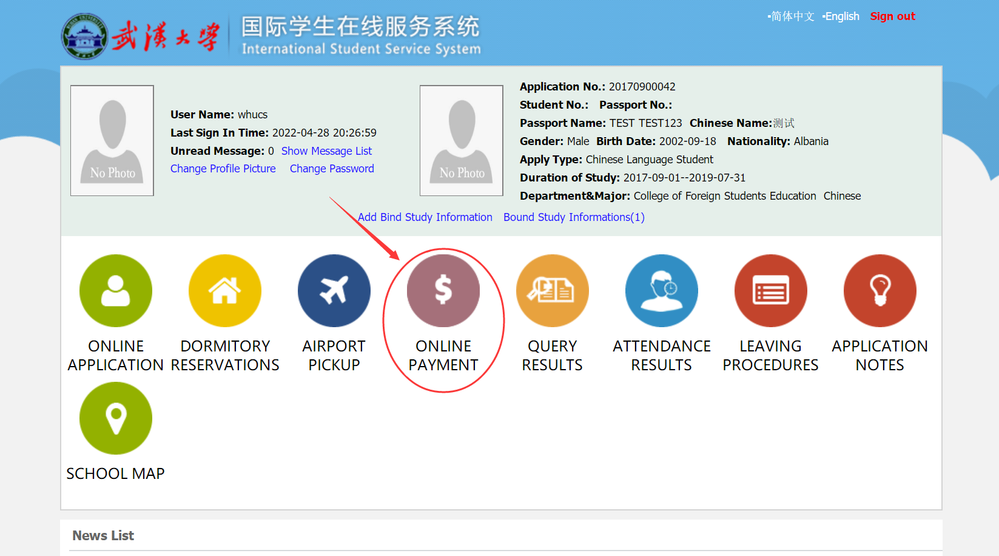 武漢大學
国际学生在线服务系统
International Student Service System
▪简体中文 ▪English Sign out
No Photo
User Name: whucs
Last Sign In Time: 2022-04-28 20:26:59
Unread Message: 0 Show Message List
Change Profile Picture Change Password
No Photo
Application No.: 20170900042
Student No.: Passport No.:
Passport Name: TEST TEST123 Chinese Name:测试
Gender: Male Birth Date: 2002-09-18 Nationality: Albania
Apply Type: Chinese Language Student
Duration of Study: 2017-09-01--2019-07-31
Department&Major: College of Foreign Students Education Chinese
Add Bind Study Information Bound Study Informations(1)
ONLINE
APPLICATION
DORMITORY
RESERVATIONS
AIRPORT
PICKUP
$
ONLINE
PAYMENT
QUERY
RESULTS
ATTENDANCE
RESULTS
LEAVING
PROCEDURES
APPLICATION
NOTES
SCHOOL MAP
News List